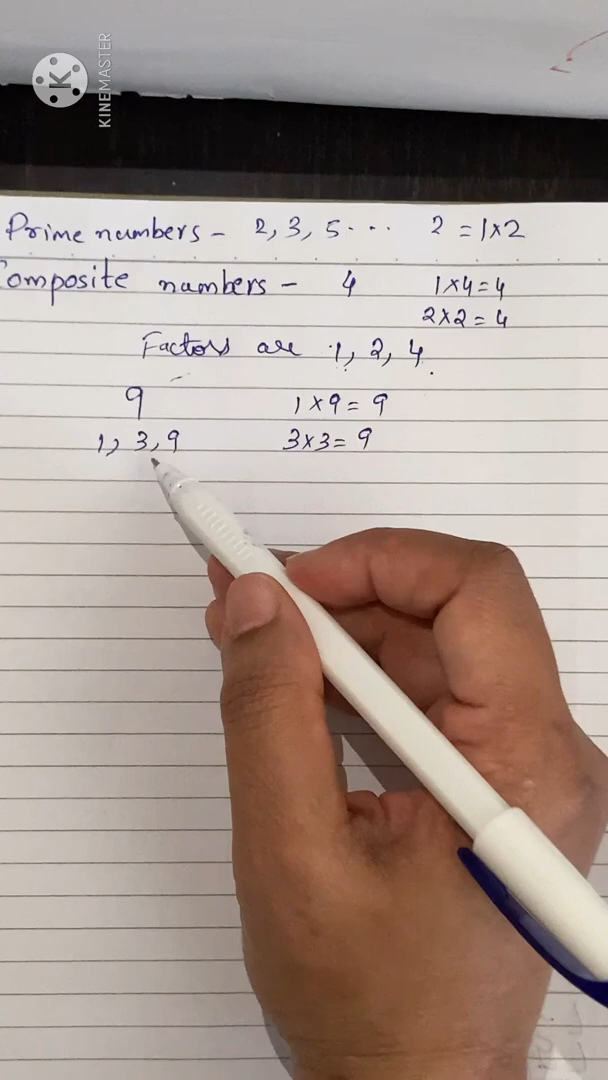 KINEMASTER
Prime numbers - 2, 3, 5 ... 2 = 1x2
Composite numbers - 4 1x4=4
2x2=4
Factors are 1, 2, 4.
9 1x9= 9
1, 3, 9 3x3= 9